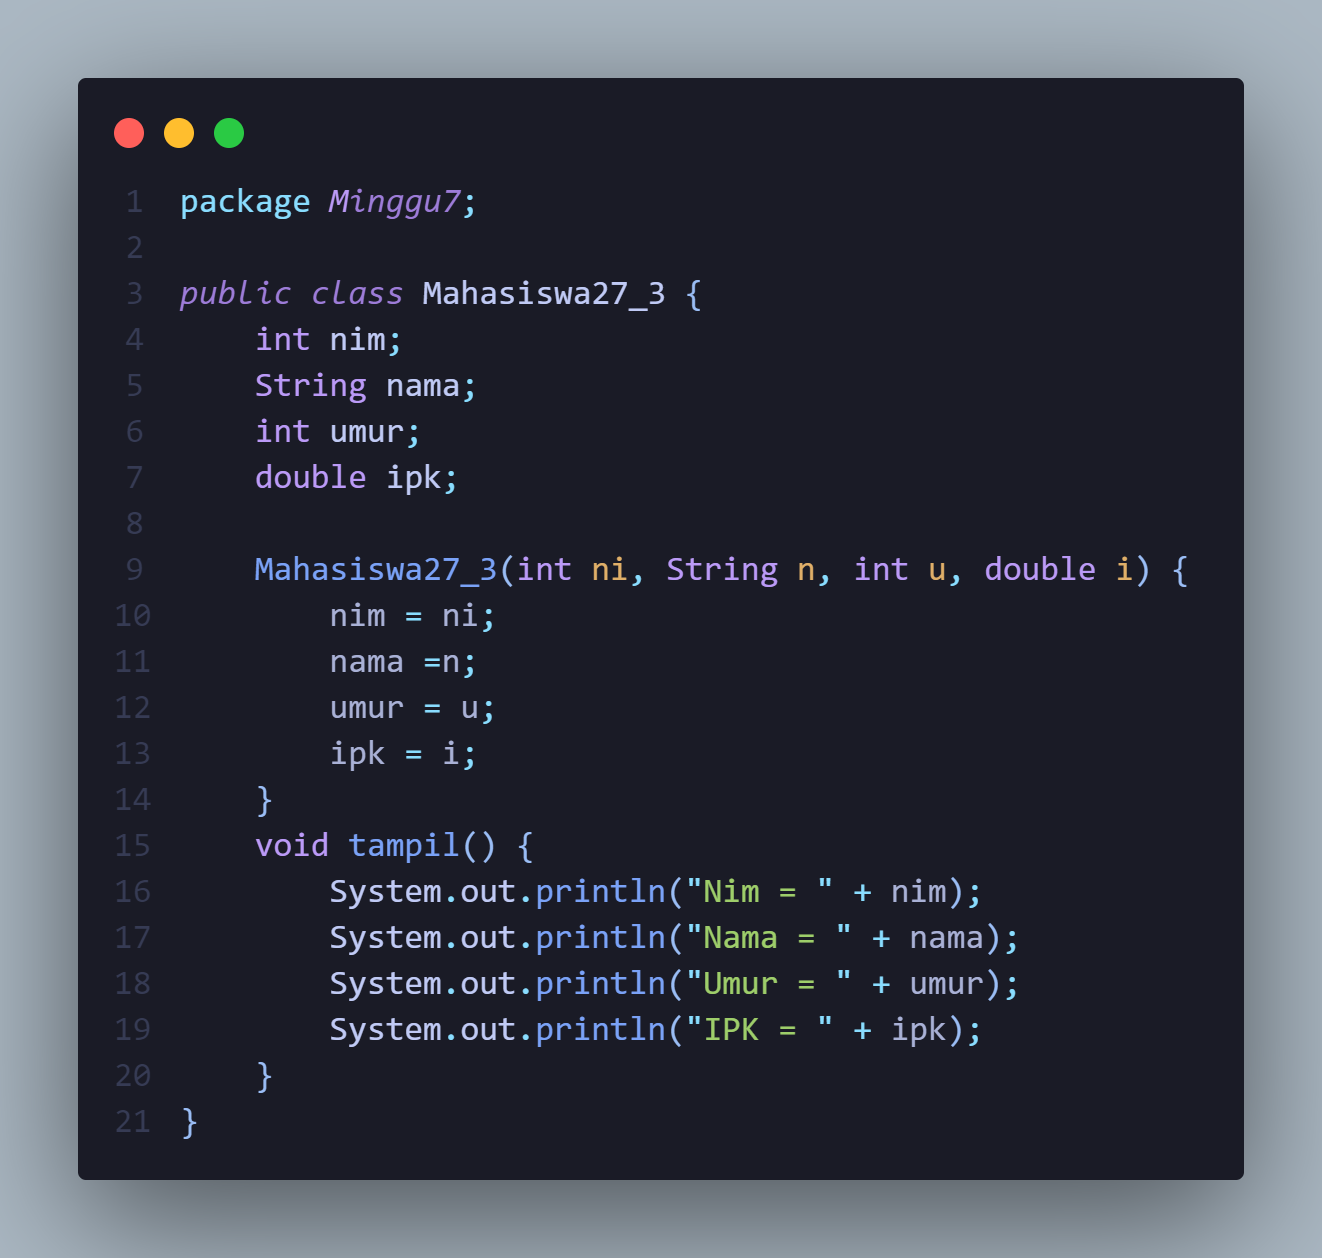 1 package Minggu7;
2
3 public class Mahasiswa27_3 {
4     int nim;
5     String nama;
6     int umur;
7     double ipk;
8
9     Mahasiswa27_3(int ni, String n, int u, double i) {
10         nim = ni;
11         nama =n;
12         umur = u;
13         ipk = i;
14     }
15     void tampil() {
16         System.out.println("Nim = " + nim);
17         System.out.println("Nama = " + nama);
18         System.out.println("Umur = " + umur);
19         System.out.println("IPK = " + ipk);
20     }
21 }